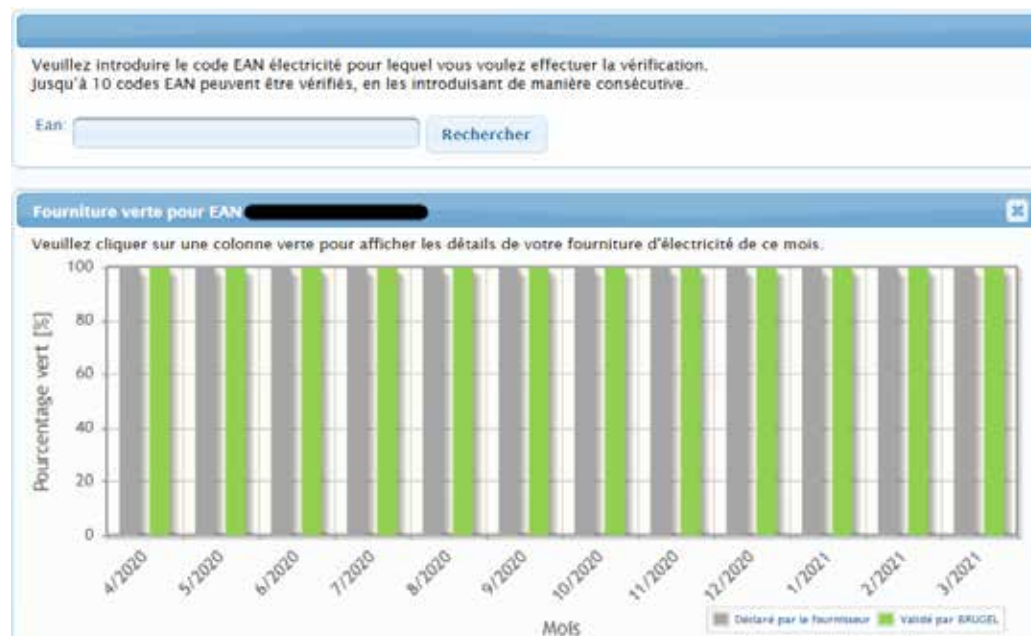 Veuillez introduire le code EAN électricité pour lequel vous voulez effectuer la vérification.
Jusqu'à 10 codes EAN peuvent être vérifiés, en les introduisant de manière consécutive.
Ean:
Rechercher
Fourniture verte pour EAN
Veuillez cliquer sur une colonne verte pour afficher les détails de votre fourniture d'électricité de ce mois.
Pourcentage vert [%]
100
80
60
40
20
0
4/2020 5/2020 6/2020 7/2020 8/2020 9/2020 10/2020 11/2020 12/2020 1/2021 2/2021 3/2021
Mois
Déclaré par le fournisseur Validé par BRUGEL